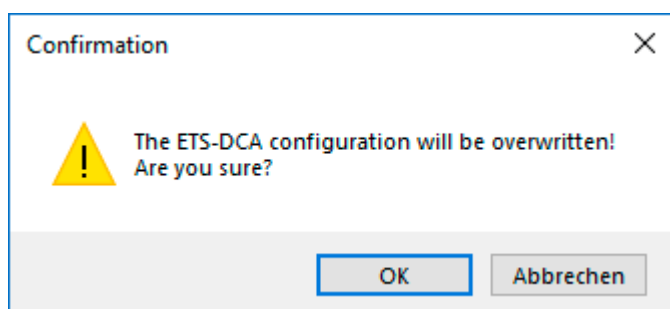 Confirmation
The ETS-DCA configuration will be overwritten!
Are you sure?
OK
Abbrechen